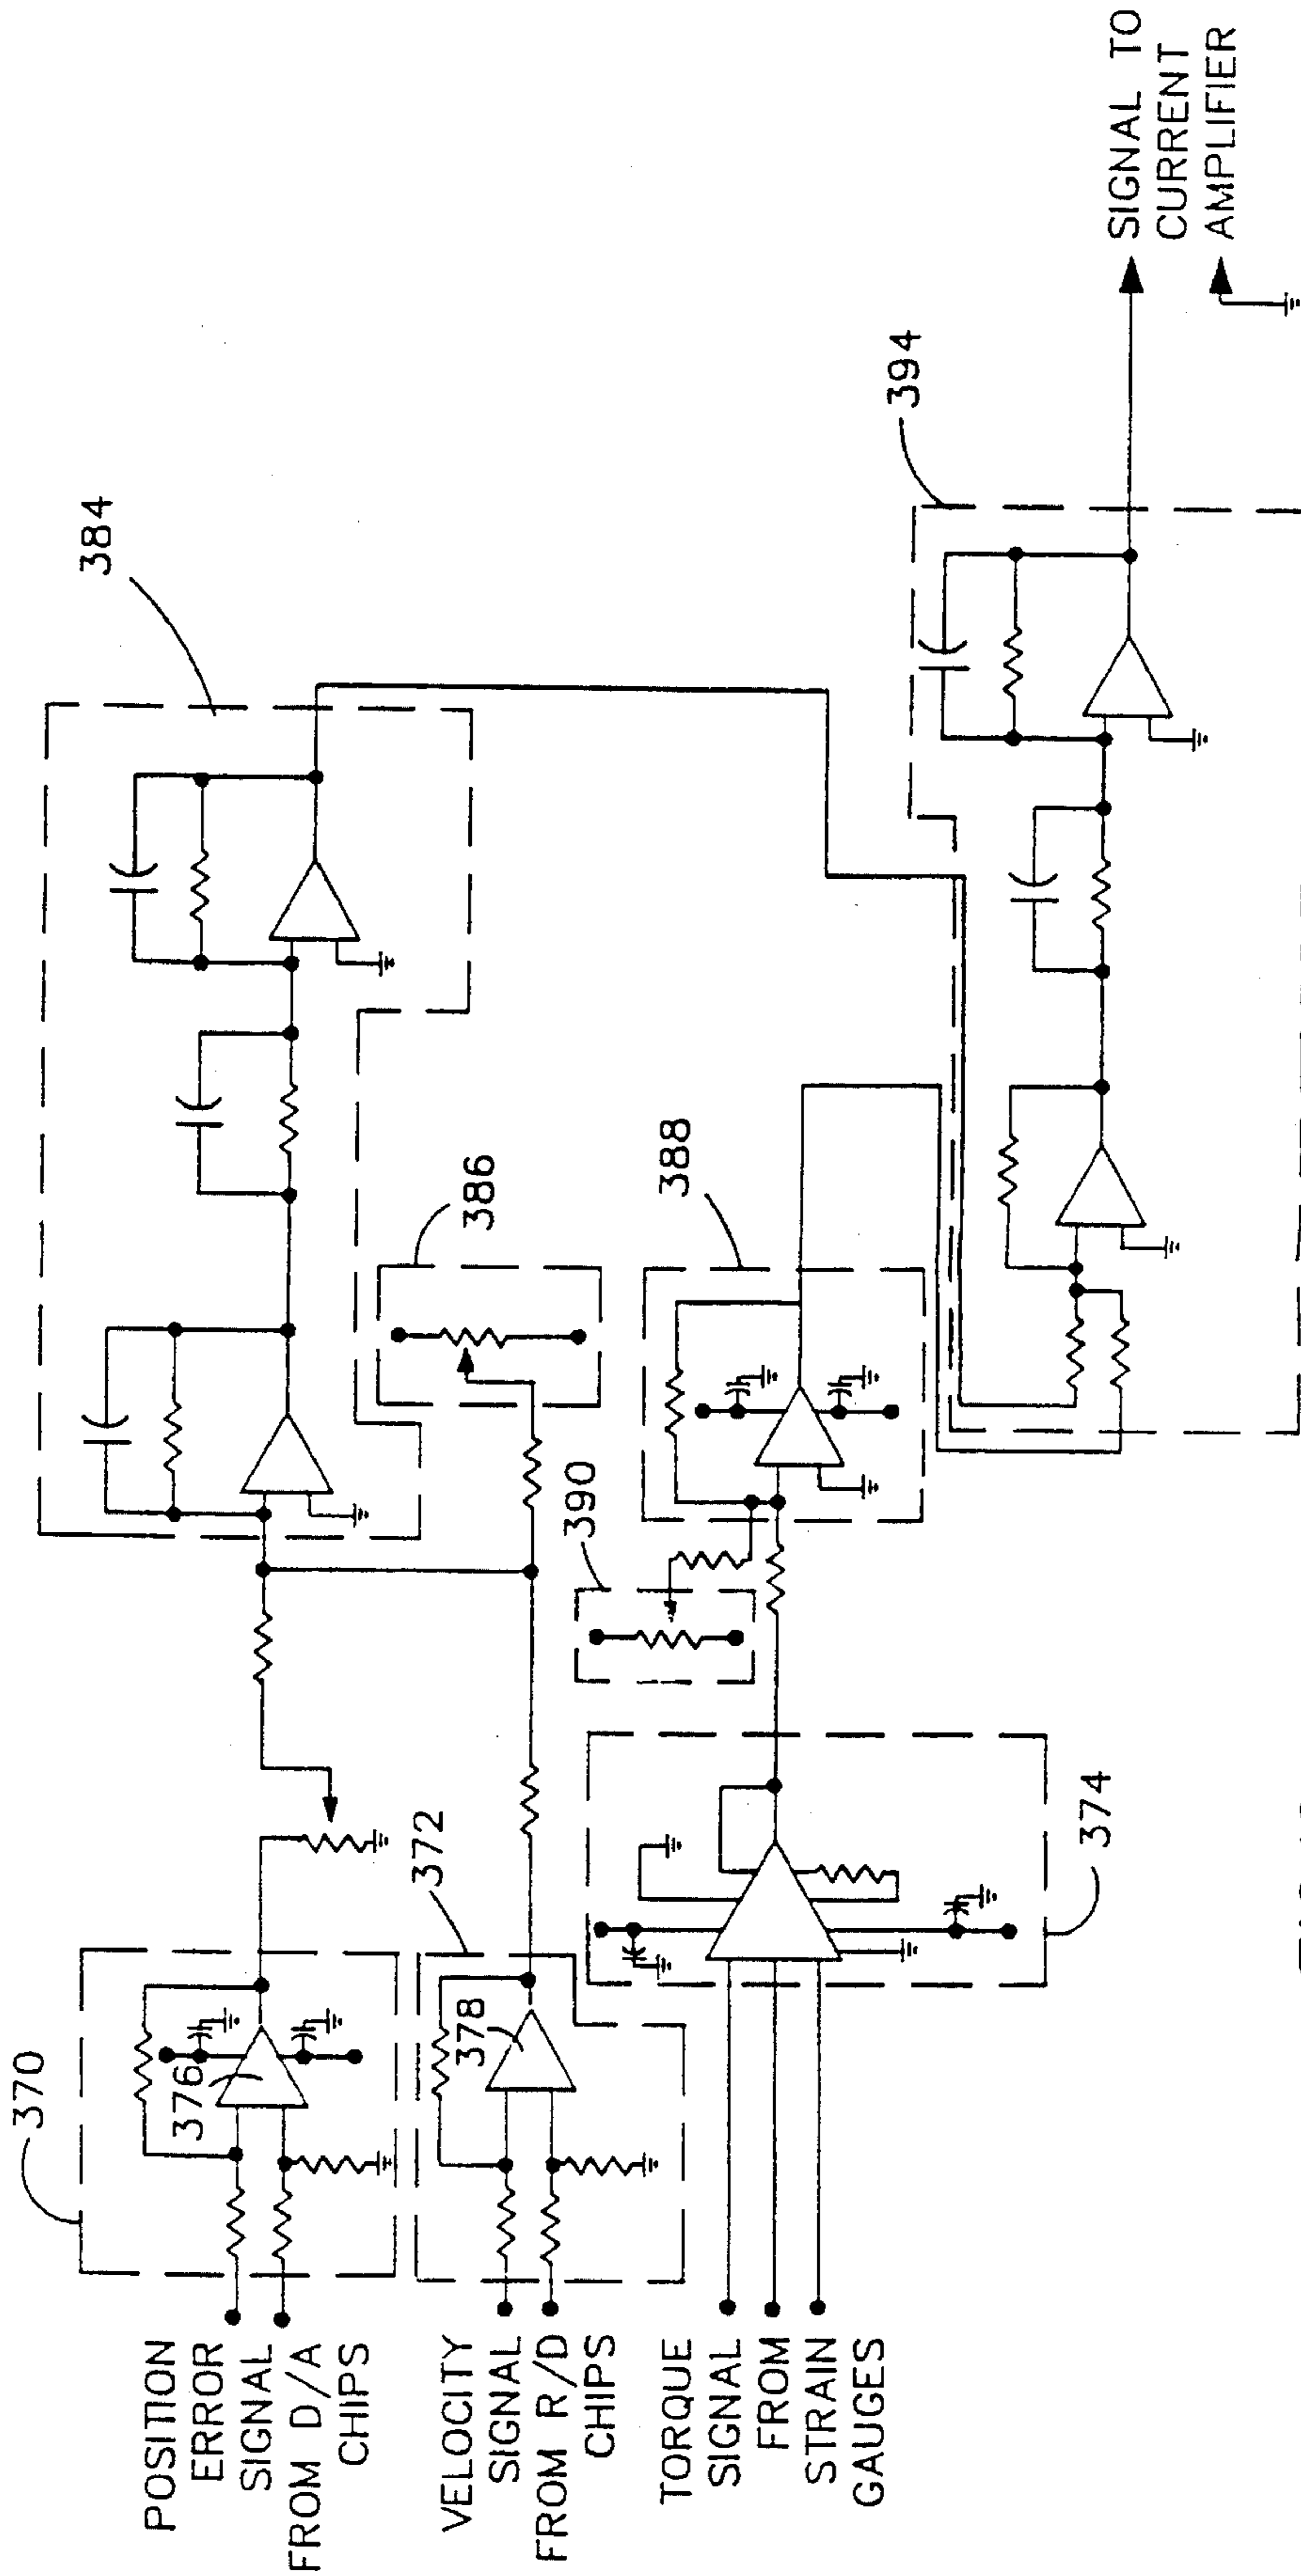 POSITION
ERROR
SIGNAL
FROM D/A
CHIPS
VELOCITY
SIGNAL
FROM R/D
CHIPS
TORQUE
SIGNAL
FROM
STRAIN
GAUGES
370
376
372
378
374
384
386
390
388
394
SIGNAL TO
CURRENT
AMPLIFIER